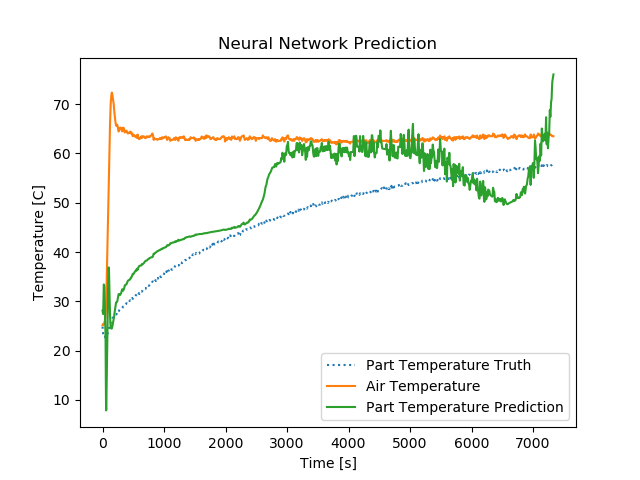 Neural Network Prediction
Temperature [C]
70
60
50
40
30
20
10
0 1000 2000 3000 4000 5000 6000 7000
Time [s]
Part Temperature Truth
Air Temperature
Part Temperature Prediction